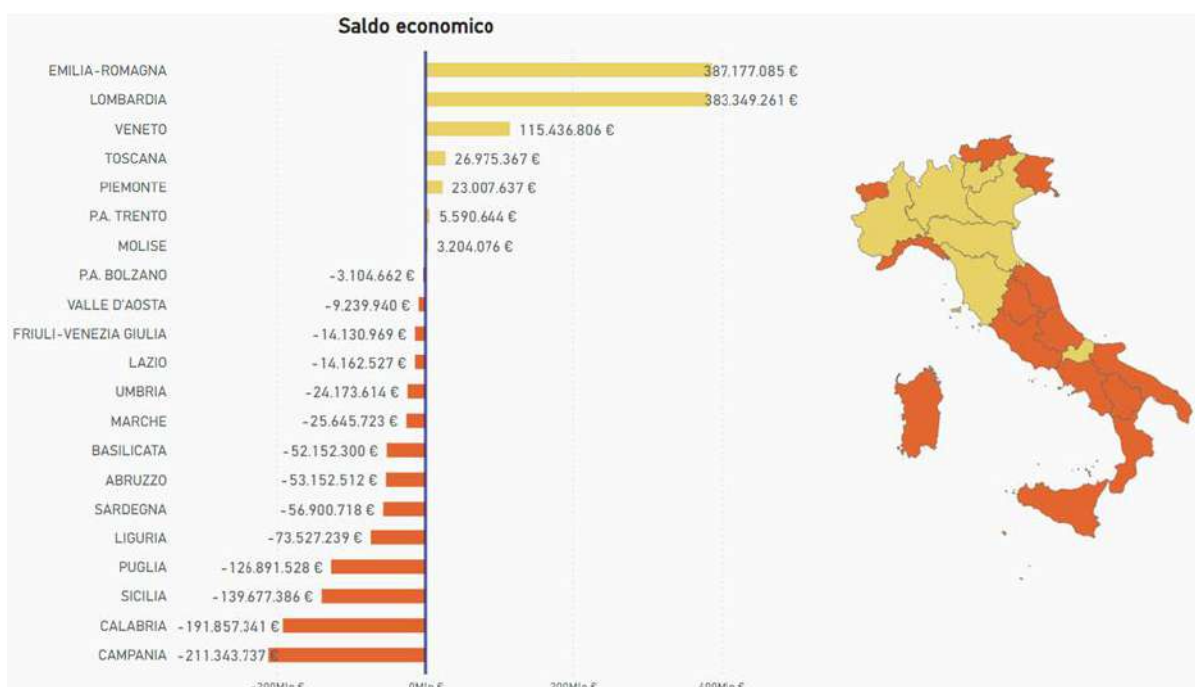 Saldo economico
EMILIA-ROMAGNA 387.177.085 €
LOMBARDIA 383.349.261 €
VENETO 115.436.806 €
TOSCANA 26.975.367 €
PIEMONTE 23.007.637 €
P.A. TRENTO 5.590.644 €
MOLISE 3.204.076 €
P.A. BOLZANO -3.104.662 €
VALLE D'AOSTA -9.239.940 €
FRIULI-VENEZIA GIULIA -14.130.969 €
LAZIO -14.162.527 €
UMBRIA -24.173.614 €
MARCHE -25.645.723 €
BASILICATA -52.152.300 €
ABRUZZO -53.152.512 €
SARDEGNA -56.900.718 €
LIGURIA -73.527.239 €
PUGLIA -126.891.528 €
SICILIA -139.677.386 €
CALABRIA -191.857.341 €
CAMPANIA -211.343.737 €